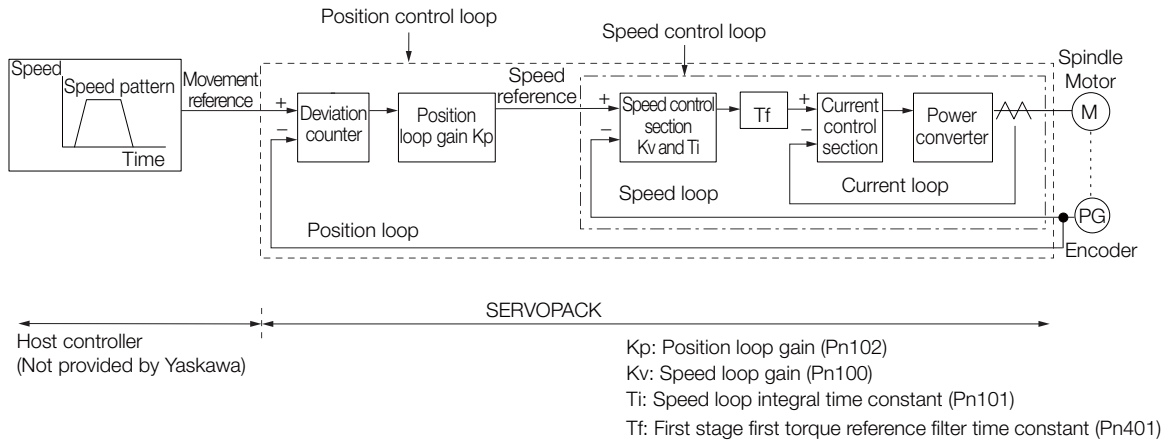 Position control loop
Speed control loop
Speed
Speed pattern
Time
Movement
reference
+
−
Deviation
counter
Position
loop gain Kp
Speed
reference
+
−
Speed control
section
Kv and Ti
Tf
+
−
Current
control
section
Power
converter
Spindle
Motor
M
Current loop
Speed loop
Position loop
PG
Encoder
SERVOPACK
Host controller
(Not provided by Yaskawa)
Kp: Position loop gain (Pn102)
Kv: Speed loop gain (Pn100)
Ti: Speed loop integral time constant (Pn101)
Tf: First stage first torque reference filter time constant (Pn401)